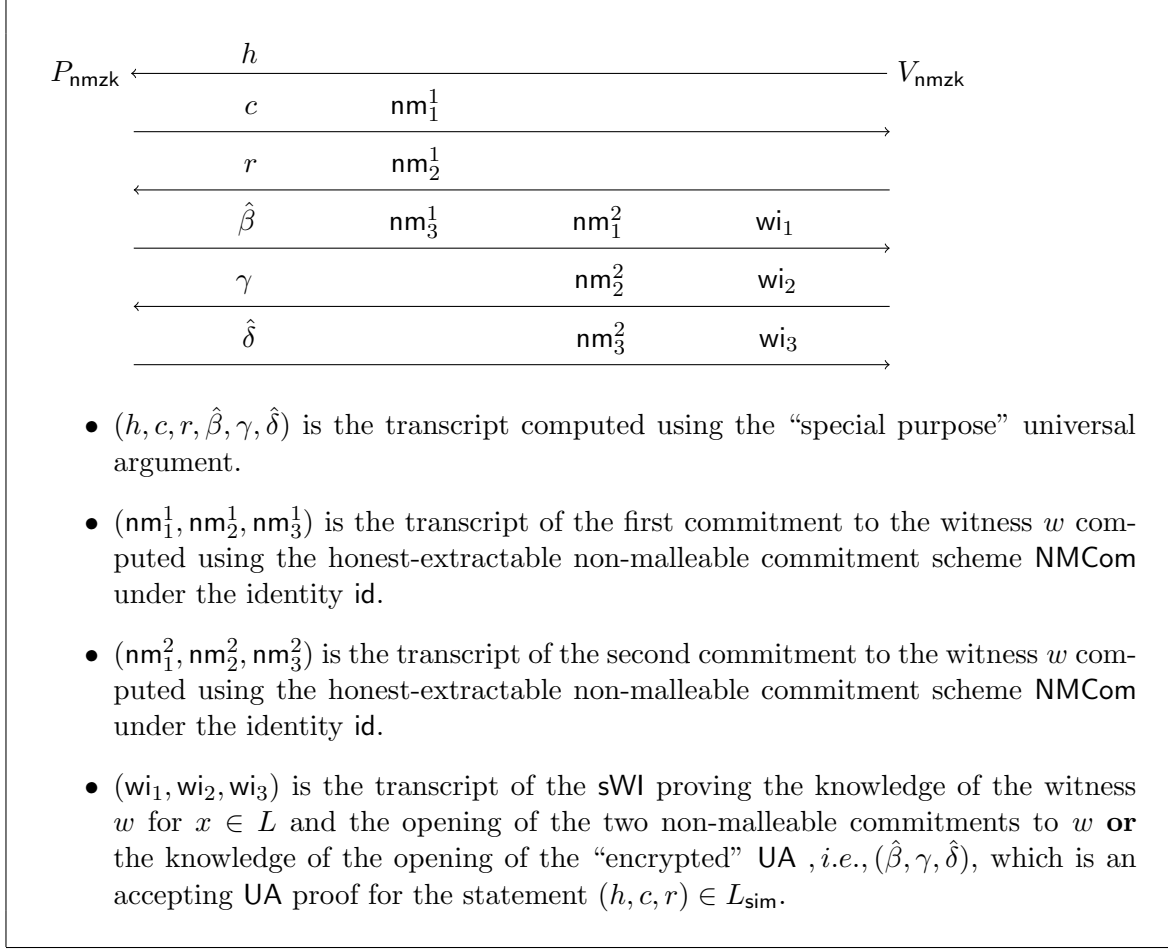 h
P_nmzk V_nmzk
c nm_1^1
r nm_2^1
β̂ nm_3^1 nm_1^2 wi_1
γ nm_2^2 wi_2
δ̂ nm_3^2 wi_3
• (h, c, r, β̂, γ, δ̂) is the transcript computed using the “special purpose” universal
argument.
• (nm_1^1, nm_2^1, nm_3^1) is the transcript of the first commitment to the witness w com-
puted using the honest-extractable non-malleable commitment scheme NMCom
under the identity id.
• (nm_1^2, nm_2^2, nm_3^2) is the transcript of the second commitment to the witness w com-
puted using the honest-extractable non-malleable commitment scheme NMCom
under the identity id.
• (wi_1, wi_2, wi_3) is the transcript of the sWI proving the knowledge of the witness
w for x ∈ L and the opening of the two non-malleable commitments to w or
the knowledge of the opening of the “encrypted” UA , i.e., (β̂, γ, δ̂), which is an
accepting UA proof for the statement (h, c, r) ∈ L_sim.